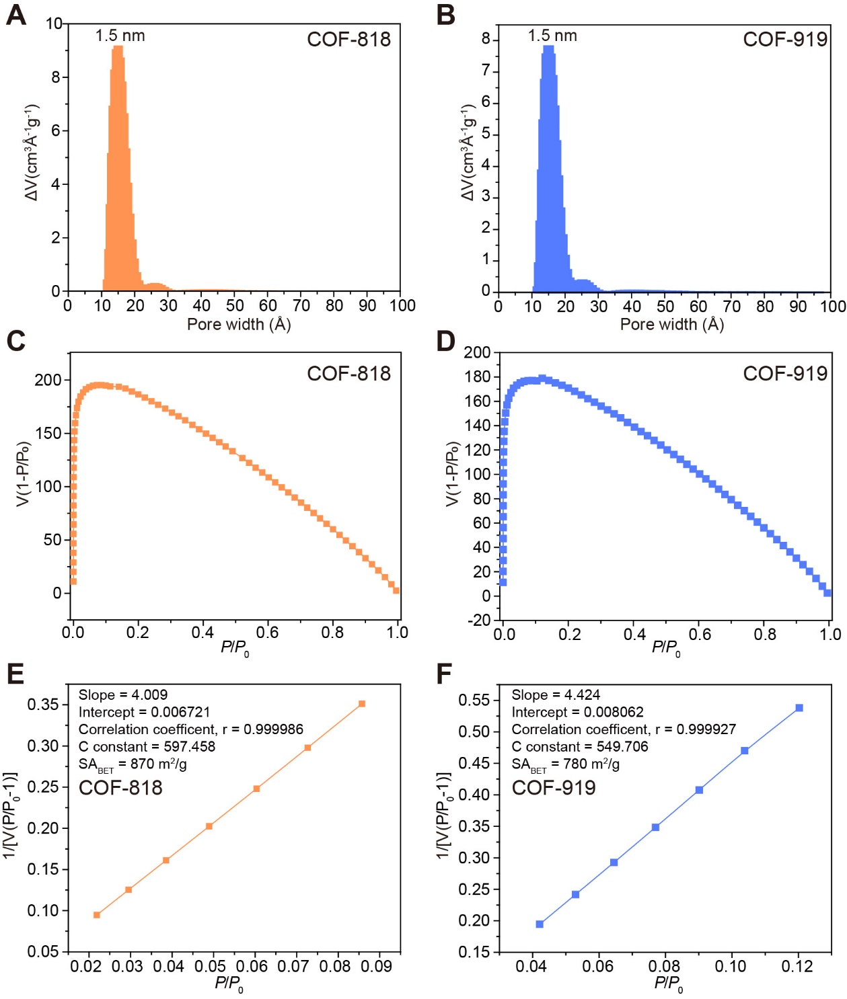 A
1.5 nm
COF-818
10
8
6
4
2
0
ΔV(cm³Å⁻¹g⁻¹)
0 10 20 30 40 50 60 70 80 90 100
Pore width (Å)
B
1.5 nm
COF-919
8
7
6
5
4
3
2
1
0
ΔV(cm³Å⁻¹g⁻¹)
0 10 20 30 40 50 60 70 80 90 100
Pore width (Å)
C
COF-818
200
150
100
50
0
V(1-P/P₀)
0.0 0.2 0.4 0.6 0.8 1.0
P/P₀
D
COF-919
200
180
160
140
120
100
80
60
40
20
0
-20
V(1-P/P₀)
0.0 0.2 0.4 0.6 0.8 1.0
P/P₀
E
Slope = 4.009
Intercept = 0.006721
Correlation coefficent, r = 0.999986
C constant = 597.458
SA_BET = 870 m²/g
COF-818
0.35
0.30
0.25
0.20
0.15
0.10
0.05
1/[V(P/P₀-1)]
0.02 0.03 0.04 0.05 0.06 0.07 0.08 0.09
P/P₀
F
Slope = 4.424
Intercept = 0.008062
Correlation coefficent, r = 0.999927
C constant = 549.706
SA_BET = 780 m²/g
COF-919
0.55
0.50
0.45
0.40
0.35
0.30
0.25
0.20
0.15
1/[V(P/P₀-1)]
0.04 0.06 0.08 0.10 0.12
P/P₀